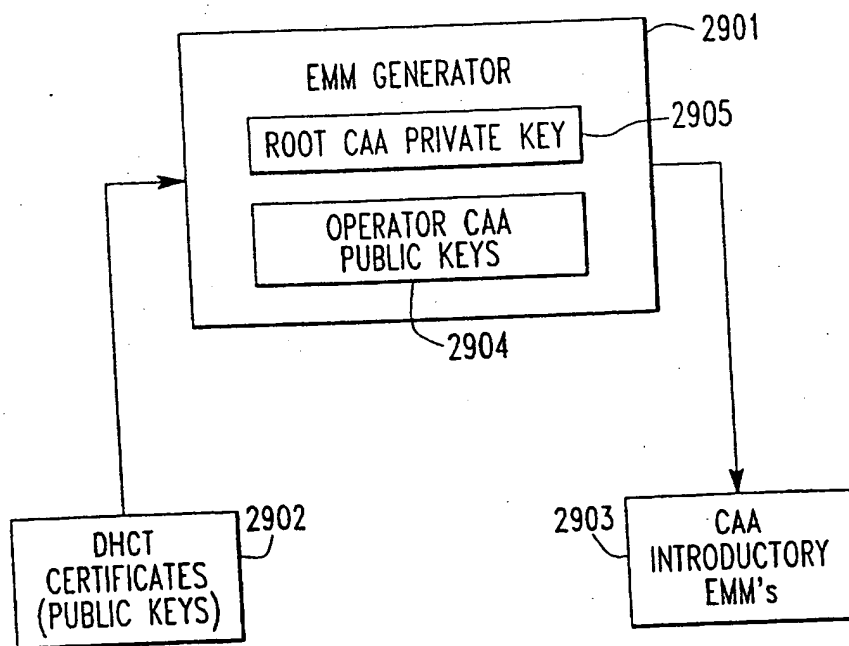 2901
EMM GENERATOR
ROOT CAA PRIVATE KEY
2905
OPERATOR CAA
PUBLIC KEYS
2904
DHCT
CERTIFICATES
(PUBLIC KEYS)
2902
2903
CAA
INTRODUCTORY
EMM's